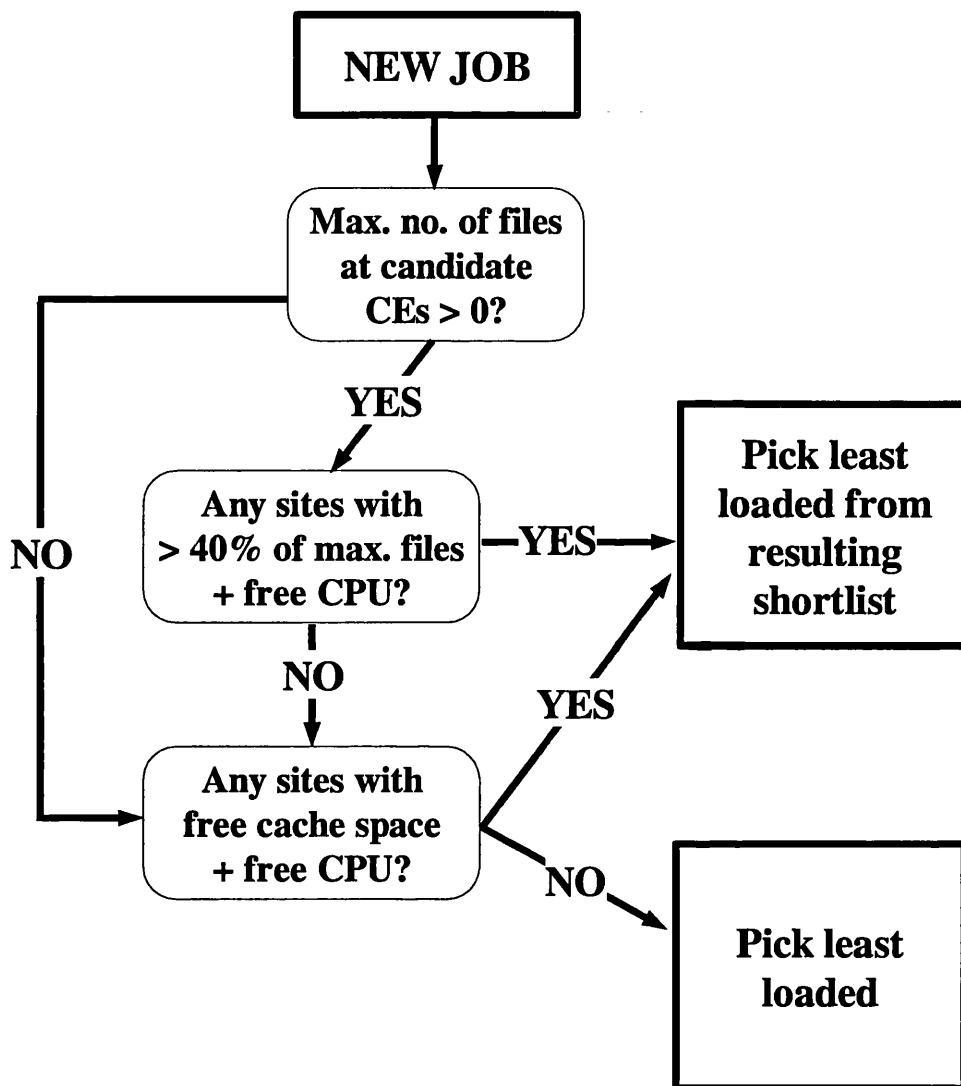 NEW JOB
Max. no. of files
at candidate
CEs > 0?
YES
Any sites with
> 40% of max. files
+ free CPU?
YES
Pick least
loaded from
resulting
shortlist
NO
NO
YES
Any sites with
free cache space
+ free CPU?
NO
Pick least
loaded